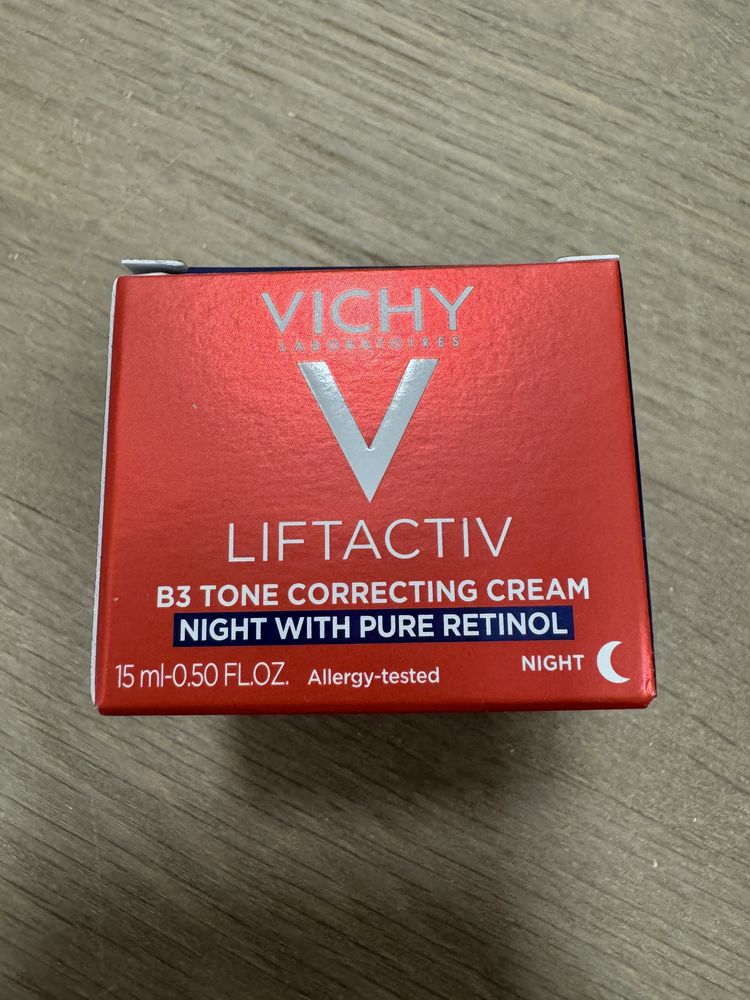 VICHY
LABORATOIRES
V
LIFTACTIV
B3 TONE CORRECTING CREAM
NIGHT WITH PURE RETINOL
15 ml-0.50 FL.OZ. Allergy-tested NIGHT